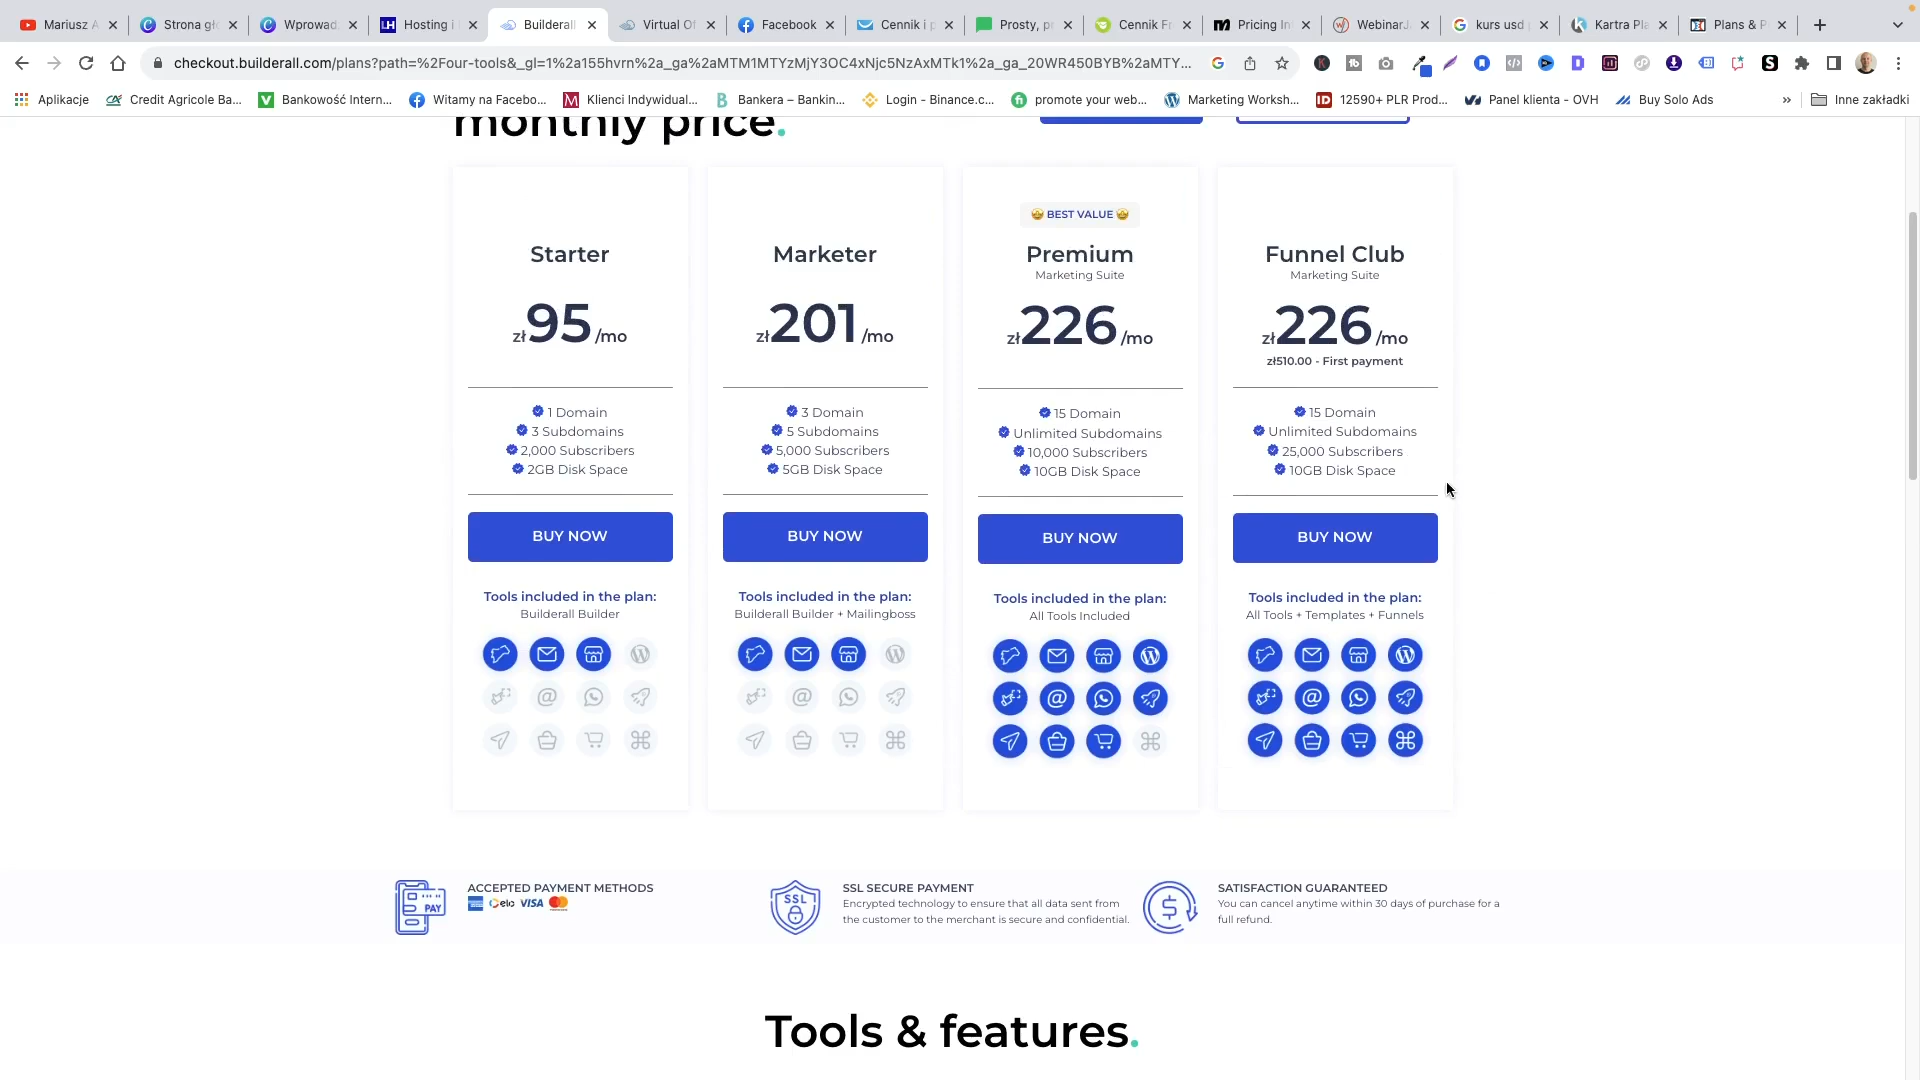 Mariusz A
Strona gł
Wprowad
Hosting i
Builderall
Virtual Of
Facebook
Cennik i p
Prosty, p
Cennik Fr
Pricing In
WebinarJ
kurs usd
Kartra Pla
Plans & P
checkout.builderall.com/plans?path=%2Four-tools&_gl=1%2a155hvrn%2a_ga%2aMTM1MTYzMjY3OC4xNjc5NzAxMTk1%2a_ga_20WR450BYB%2aMTY...
Aplikacje
Credit Agricole Ba...
Bankowość Intern...
Witamy na Facebo...
Klienci Indywidual...
Bankera – Bankin...
Login - Binance.c...
promote your web...
Marketing Worksh...
12590+ PLR Prod...
Panel klienta - OVH
Buy Solo Ads
»
Inne zakładki
monthly price.
Starter
zł95/mo
1 Domain
3 Subdomains
2,000 Subscribers
2GB Disk Space
BUY NOW
Tools included in the plan:
Builderall Builder
Marketer
zł201/mo
3 Domain
5 Subdomains
5,000 Subscribers
5GB Disk Space
BUY NOW
Tools included in the plan:
Builderall Builder + Mailingboss
BEST VALUE
Premium
Marketing Suite
zł226/mo
15 Domain
Unlimited Subdomains
10,000 Subscribers
10GB Disk Space
BUY NOW
Tools included in the plan:
All Tools Included
Funnel Club
Marketing Suite
zł226/mo
zł510.00 - First payment
15 Domain
Unlimited Subdomains
25,000 Subscribers
10GB Disk Space
BUY NOW
Tools included in the plan:
All Tools + Templates + Funnels
PAY
ACCEPTED PAYMENT METHODS
elo VISA
SSL
SSL SECURE PAYMENT
Encrypted technology to ensure that all data sent from
the customer to the merchant is secure and confidential.
SATISFACTION GUARANTEED
You can cancel anytime within 30 days of purchase for a
full refund.
Tools & features.